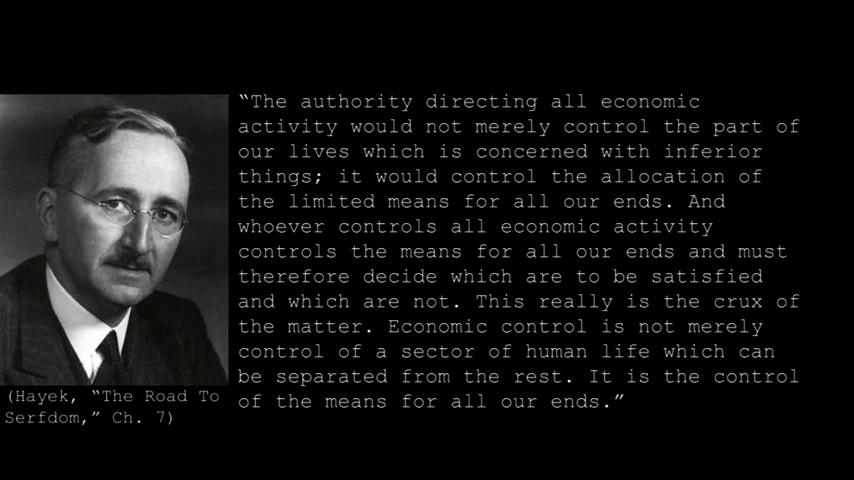 “The authority directing all economic
activity would not merely control the part of
our lives which is concerned with inferior
things; it would control the allocation of
the limited means for all our ends. And
whoever controls all economic activity
controls the means for all our ends and must
therefore decide which are to be satisfied
and which are not. This really is the crux of
the matter. Economic control is not merely
control of a sector of human life which can
be separated from the rest. It is the control
of the means for all our ends.”
(Hayek, “The Road To
Serfdom,” Ch. 7)